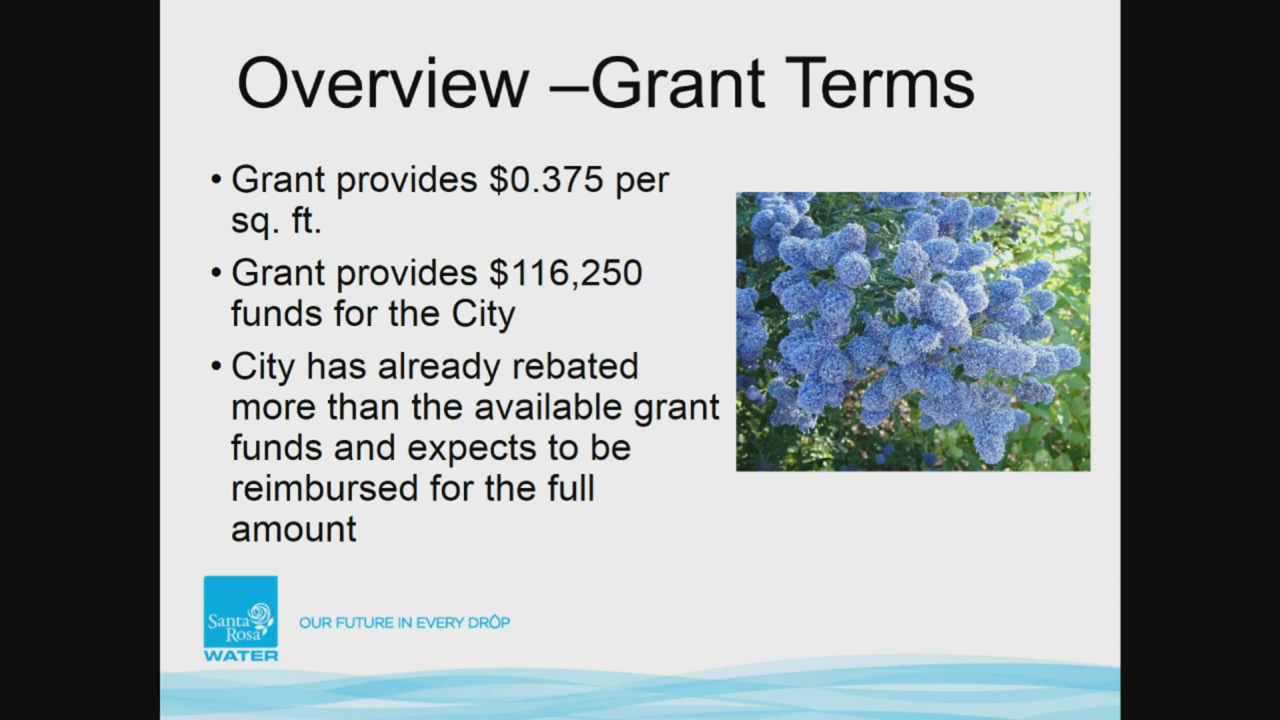 Overview –Grant Terms
• Grant provides $0.375 per
sq. ft.
• Grant provides $116,250
funds for the City
• City has already rebated
more than the available grant
funds and expects to be
reimbursed for the full
amount
Santa
Rosa
WATER
OUR FUTURE IN EVERY DROP